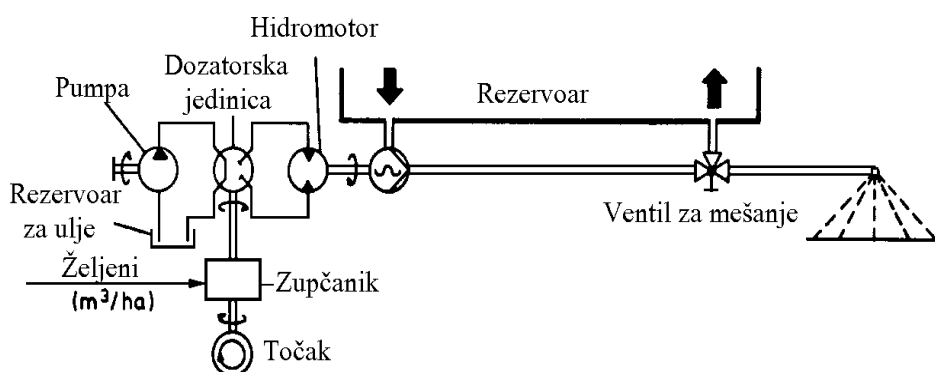 Hidromotor
Dozatorska
jedinica
Pumpa
Rezervoar
Rezervoar
za ulje
Ventil za mešanje
Željeni
(m³/ha)
Zupčanik
Točak